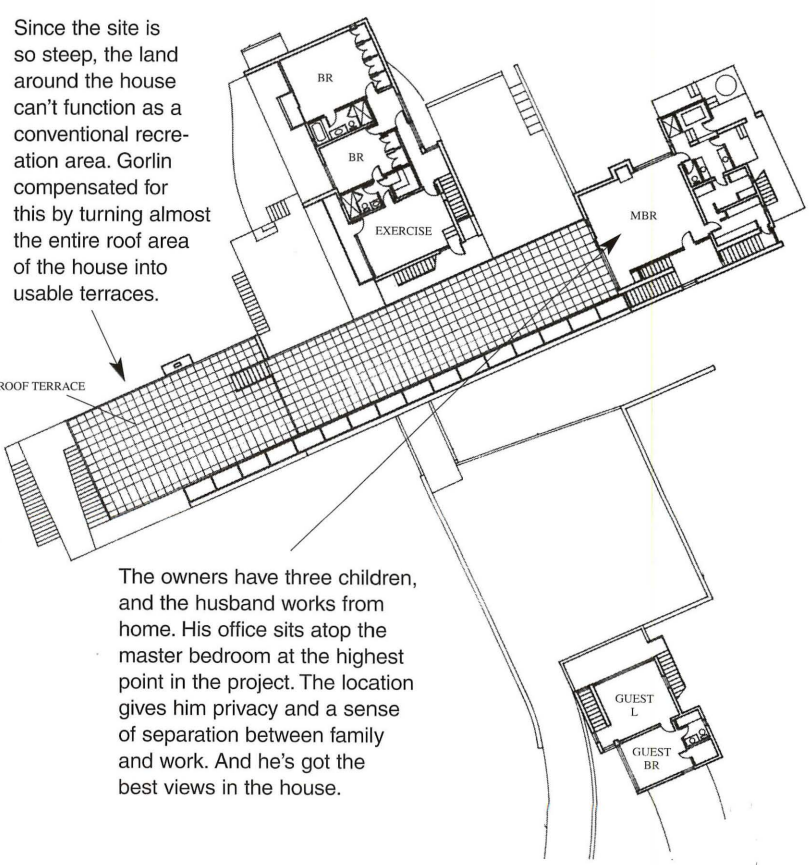 Since the site is
so steep, the land
around the house
can't function as a
conventional recre-
ation area. Gorlin
compensated for
this by turning almost
the entire roof area
of the house into
usable terraces.
BR
BR
EXERCISE
MBR
ROOF TERRACE
The owners have three children,
and the husband works from
home. His office sits atop the
master bedroom at the highest
point in the project. The location
gives him privacy and a sense
of separation between family
and work. And he's got the
best views in the house.
GUEST
L
GUEST
BR